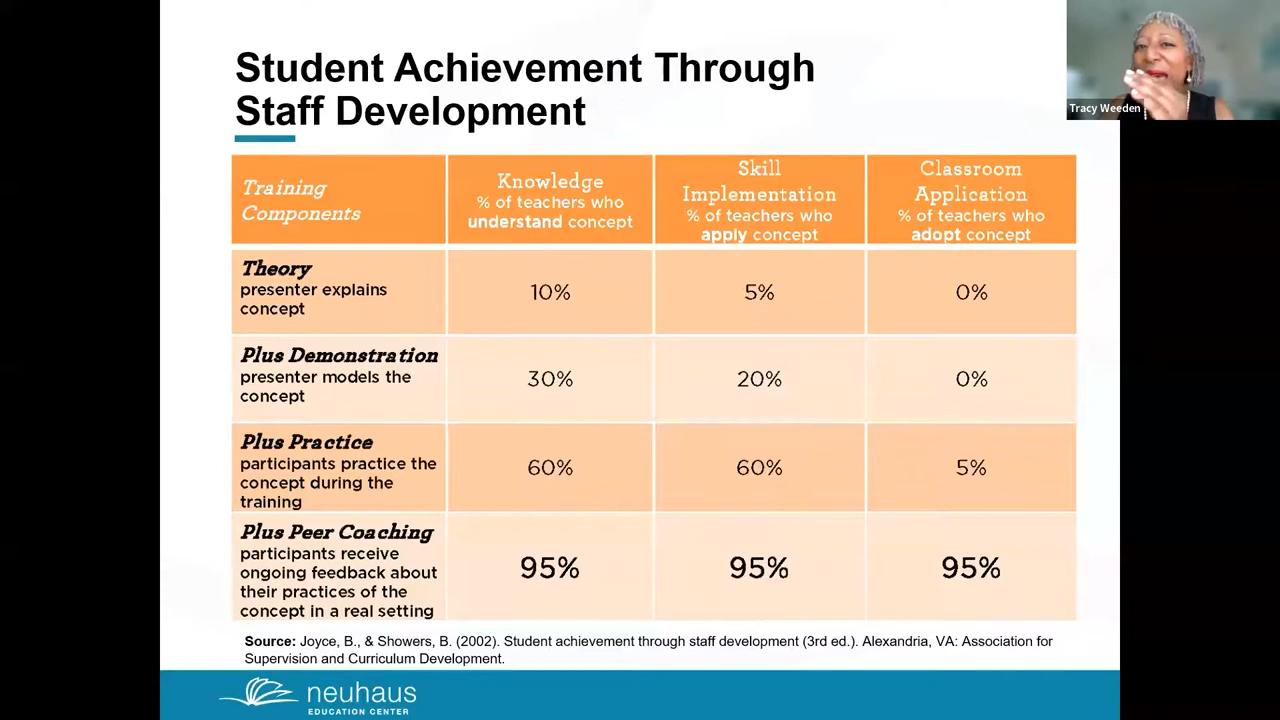 Student Achievement Through
Staff Development
Tracy Weeden
Training
Components
Knowledge
% of teachers who
understand concept
Skill
Implementation
% of teachers who
apply concept
Classroom
Application
% of teachers who
adopt concept
Theory
presenter explains
concept
10%
5%
0%
Plus Demonstration
presenter models the
concept
30%
20%
0%
Plus Practice
participants practice the
concept during the
training
60%
60%
5%
Plus Peer Coaching
participants receive
ongoing feedback about
their practices of the
concept in a real setting
95%
95%
95%
Source: Joyce, B., & Showers, B. (2002). Student achievement through staff development (3rd ed.). Alexandria, VA: Association for
Supervision and Curriculum Development.
neuhaus
EDUCATION CENTER